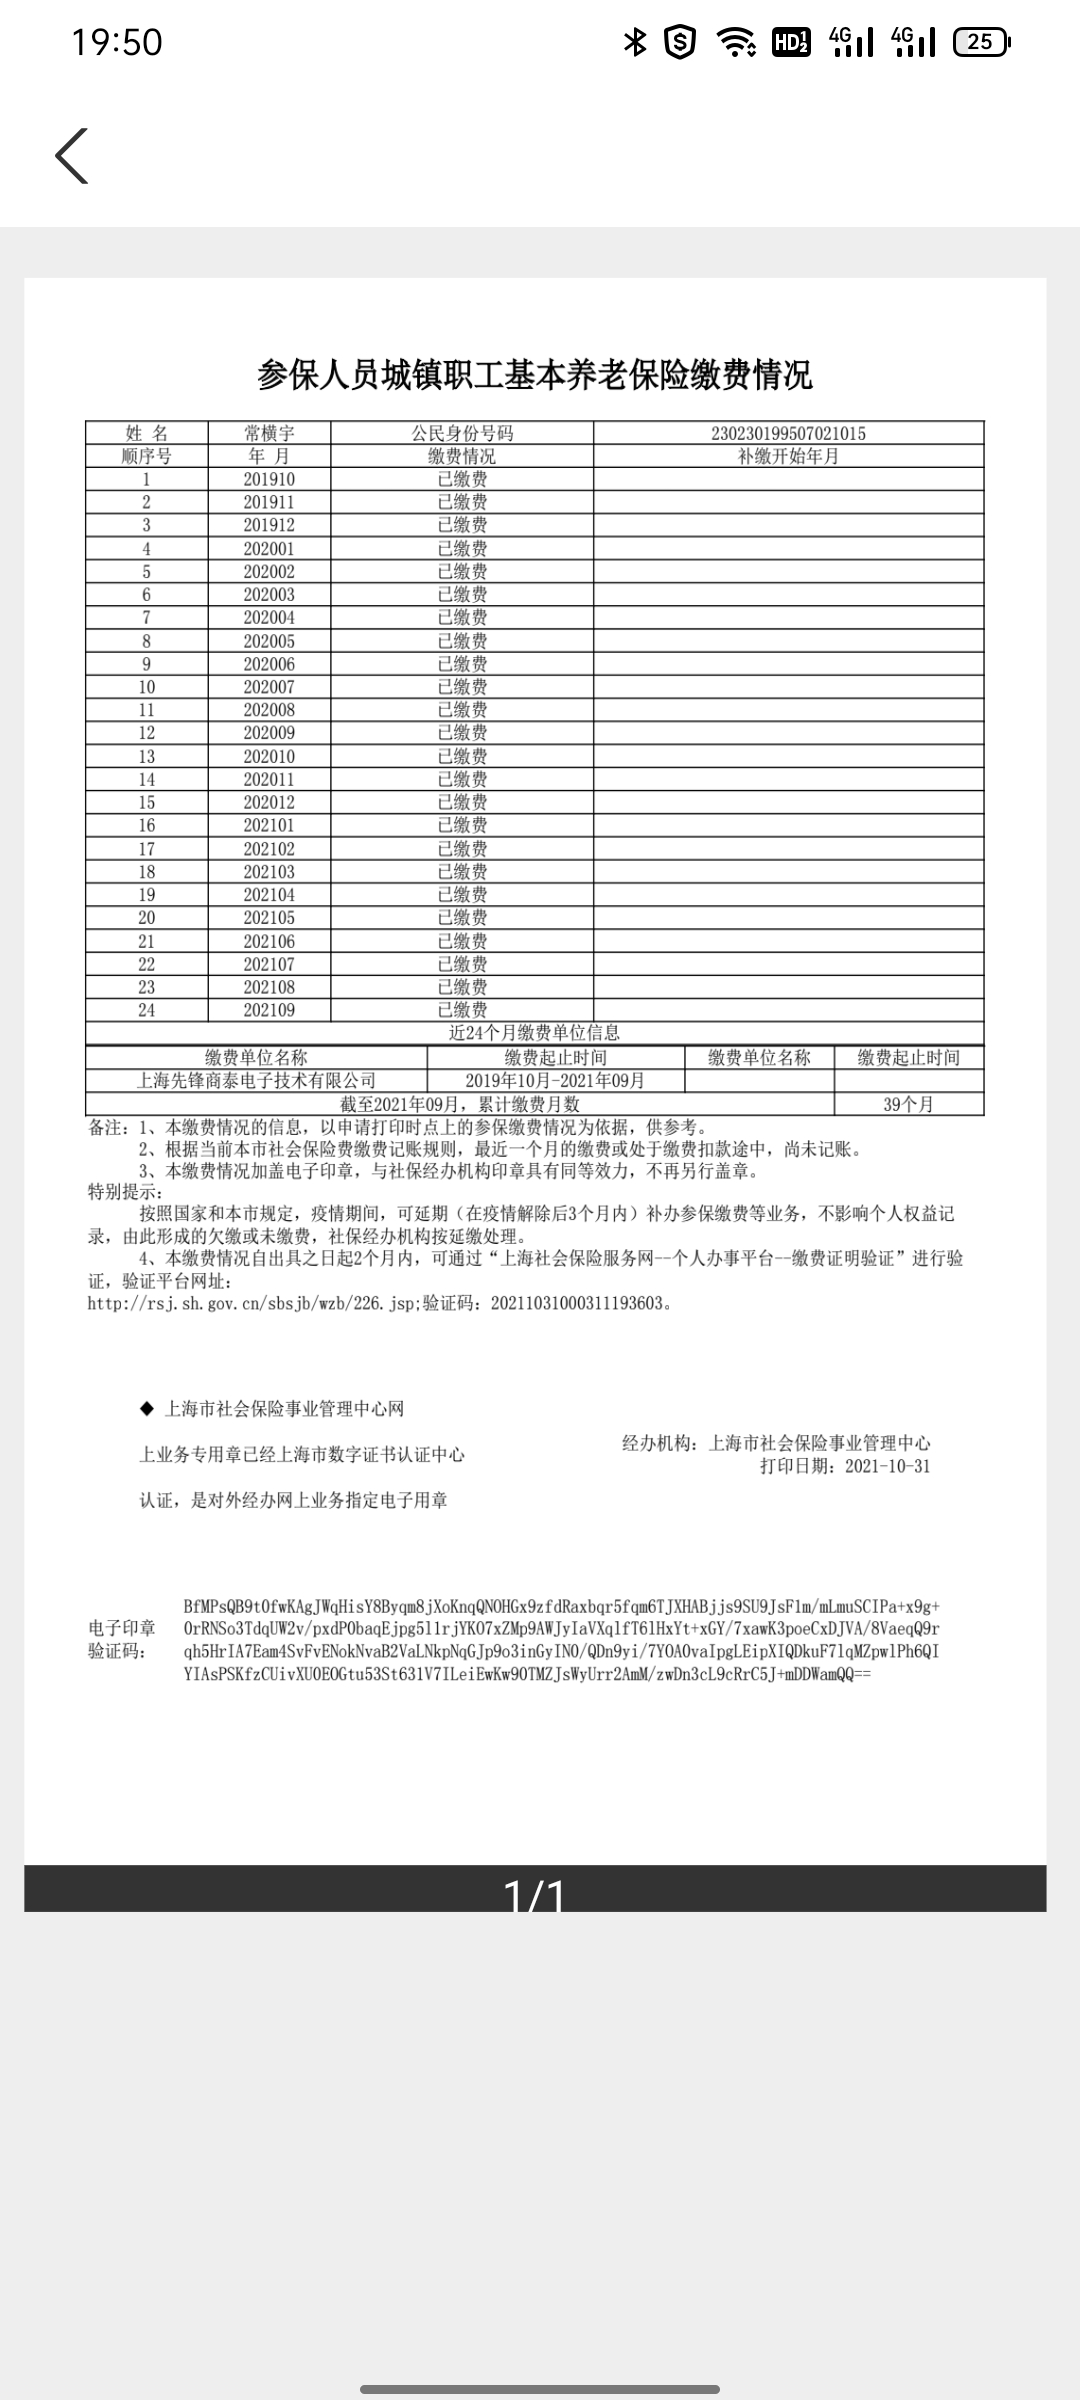 19:50
HD 1 2 4G 4G 25
参保人员城镇职工基本养老保险缴费情况
姓 名 常横宇 公民身份号码 230230199507021015
顺序号 年 月 缴费情况 补缴开始年月
1 201910 已缴费
2 201911 已缴费
3 201912 已缴费
4 202001 已缴费
5 202002 已缴费
6 202003 已缴费
7 202004 已缴费
8 202005 已缴费
9 202006 已缴费
10 202007 已缴费
11 202008 已缴费
12 202009 已缴费
13 202010 已缴费
14 202011 已缴费
15 202012 已缴费
16 202101 已缴费
17 202102 已缴费
18 202103 已缴费
19 202104 已缴费
20 202105 已缴费
21 202106 已缴费
22 202107 已缴费
23 202108 已缴费
24 202109 已缴费
近24个月缴费单位信息
缴费单位名称 缴费起止时间 缴费单位名称 缴费起止时间
上海先锋商泰电子技术有限公司 2019年10月-2021年09月
截至2021年09月，累计缴费月数 39个月
备注：1、本缴费情况的信息，以申请打印时点上的参保缴费情况为依据，供参考。
2、根据当前本市社会保险费缴费记账规则，最近一个月的缴费或处于缴费扣款途中，尚未记账。
3、本缴费情况加盖电子印章，与社保经办机构印章具有同等效力，不再另行盖章。
特别提示：
按照国家和本市规定，疫情期间，可延期（在疫情解除后3个月内）补办参保缴费等业务，不影响个人权益记
录，由此形成的欠缴或未缴费，社保经办机构按延缴处理。
4、本缴费情况自出具之日起2个月内，可通过“上海社会保险服务网--个人办事平台--缴费证明验证”进行验
证，验证平台网址：
http://rsj.sh.gov.cn/sbsjb/wzb/226.jsp;验证码：20211031000311193603。
◆ 上海市社会保险事业管理中心网
上业务专用章已经上海市数字证书认证中心
认证，是对外经办网上业务指定电子用章
经办机构：上海市社会保险事业管理中心
打印日期：2021-10-31
电子印章
验证码：
BfMPsQB9tOfwKAgJWqHisY8Byqm8jXoKnqQNOHGx9zfdRaxbqr5fqm6TJXHABjjs9SU9JsFlm/mLmuSCIPa+x9g+
OrRNSo3TdqUW2v/pxdPObaqEjpg5l1rjYKO7xZMp9AWJyIaVXqlfT6lHxYt+xGY/7xawK3poeCxDJVA/8VaeqQ9r
qh5HrIA7Eam4SvFvENokNvaB2VaLNkpNqGJp9o3inGyINO/QDn9yi/7YOAOvaIpgLEipXIQDkuF7lqMZpwlPh6QI
YIAsPSKfzCUivXUOEOGtu53St631V7ILeiEwKw9OTMZJsWyUrr2AmM/zwDn3cL9cRrC5J+mDDWamQQ==
1/1